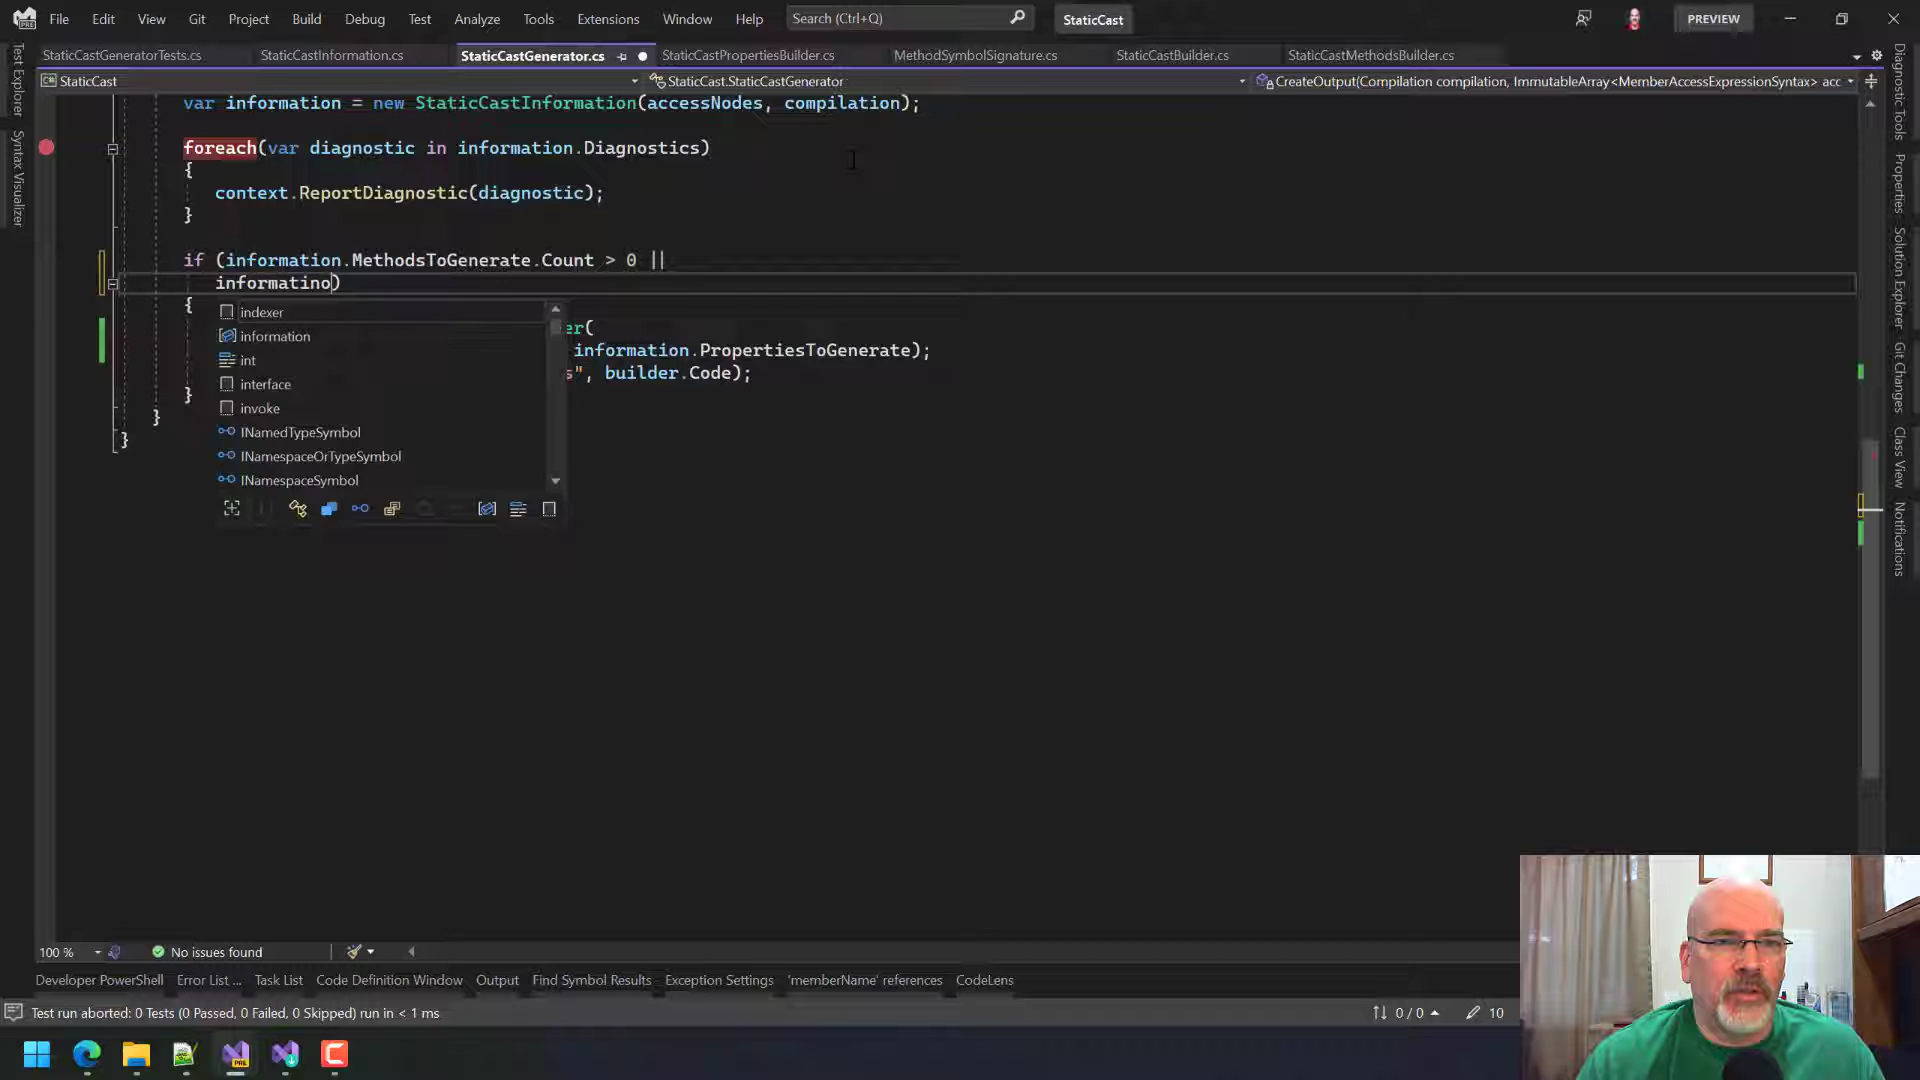 File Edit View Git Project Build Debug Test Analyze Tools Extensions Window Help Search (Ctrl+Q) StaticCast PREVIEW
StaticCastGeneratorTests.cs StaticCastInformation.cs StaticCastGenerator.cs StaticCastPropertiesBuilder.cs MethodSymbolSignature.cs StaticCastBuilder.cs StaticCastMethodsBuilder.cs
StaticCast StaticCast.StaticCastGenerator CreateOutput(Compilation compilation, ImmutableArray<MemberAccessExpressionSyntax> acc
var information = new StaticCastInformation(accessNodes, compilation);
foreach(var diagnostic in information.Diagnostics)
{
context.ReportDiagnostic(diagnostic);
}
if (information.MethodsToGenerate.Count > 0 ||
informatino)
{
indexer
er(
information
information.PropertiesToGenerate);
int
s", builder.Code);
interface
}
invoke
}
INamedTypeSymbol
}
INamespaceOrTypeSymbol
INamespaceSymbol
Test Explorer
Syntax Visualizer
Diagnostic Tools
Properties
Solution Explorer
Git Changes
Class View
Notifications
100 % No issues found
Developer PowerShell Error List ... Task List Code Definition Window Output Find Symbol Results Exception Settings 'memberName' references CodeLens
Test run aborted: 0 Tests (0 Passed, 0 Failed, 0 Skipped) run in < 1 ms 0 / 0 10
PRE